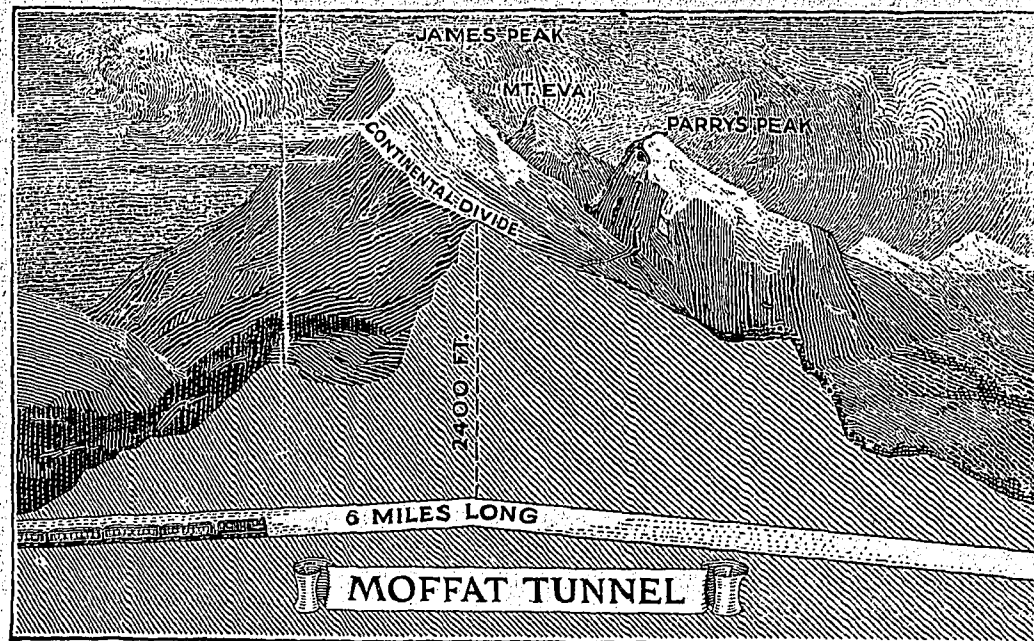 JAMES PEAK
MT. EVA
PARRYS PEAK
CONTINENTAL DIVIDE
2400 FT.
6 MILES LONG
MOFFAT TUNNEL